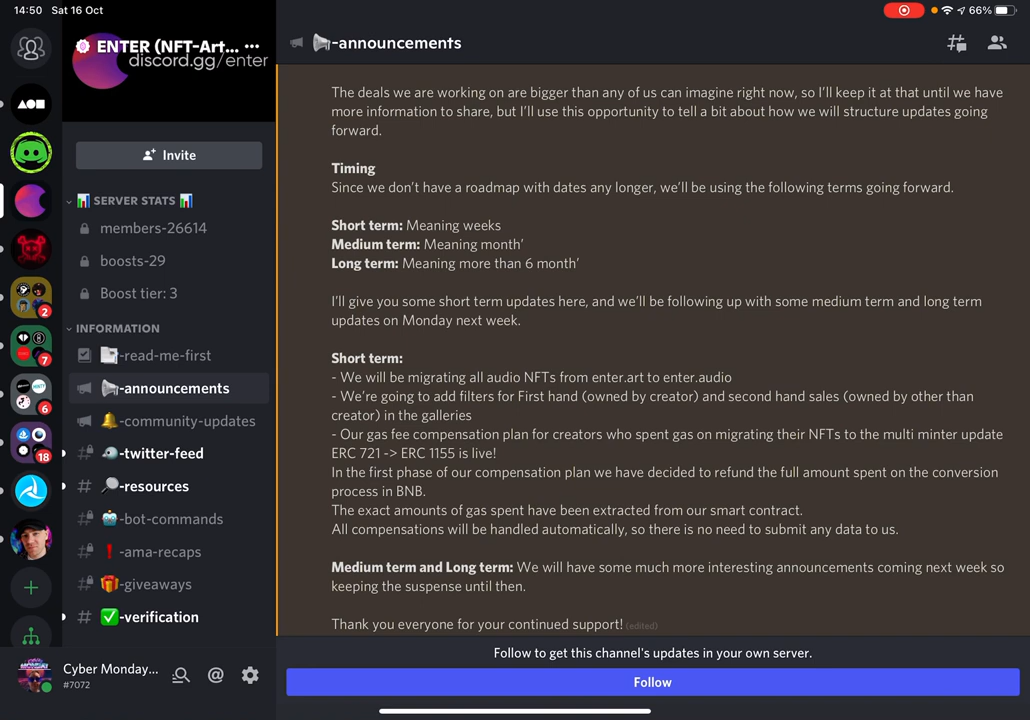 14:50 Sat 16 Oct
66%
ENTER (NFT-Art... ...
discord.gg/enter
Invite
SERVER STATS
members-26614
boosts-29
Boost tier: 3
INFORMATION
-read-me-first
-announcements
-community-updates
-twitter-feed
-resources
-bot-commands
-ama-recaps
-giveaways
-verification
2
7
6
18
Cyber Monday...
#7072
-announcements
The deals we are working on are bigger than any of us can imagine right now, so I'll keep it at that until we have
more information to share, but I'll use this opportunity to tell a bit about how we will structure updates going
forward.
Timing
Since we don't have a roadmap with dates any longer, we'll be using the following terms going forward.
Short term: Meaning weeks
Medium term: Meaning month'
Long term: Meaning more than 6 month'
I'll give you some short term updates here, and we'll be following up with some medium term and long term
updates on Monday next week.
Short term:
- We will be migrating all audio NFTs from enter.art to enter.audio
- We're going to add filters for First hand (owned by creator) and second hand sales (owned by other than
creator) in the galleries
- Our gas fee compensation plan for creators who spent gas on migrating their NFTs to the multi minter update
ERC 721 -> ERC 1155 is live!
In the first phase of our compensation plan we have decided to refund the full amount spent on the conversion
process in BNB.
The exact amounts of gas spent have been extracted from our smart contract.
All compensations will be handled automatically, so there is no need to submit any data to us.
Medium term and Long term: We will have some much more interesting announcements coming next week so
keeping the suspense until then.
Thank you everyone for your continued support! (edited)
Follow to get this channel's updates in your own server.
Follow